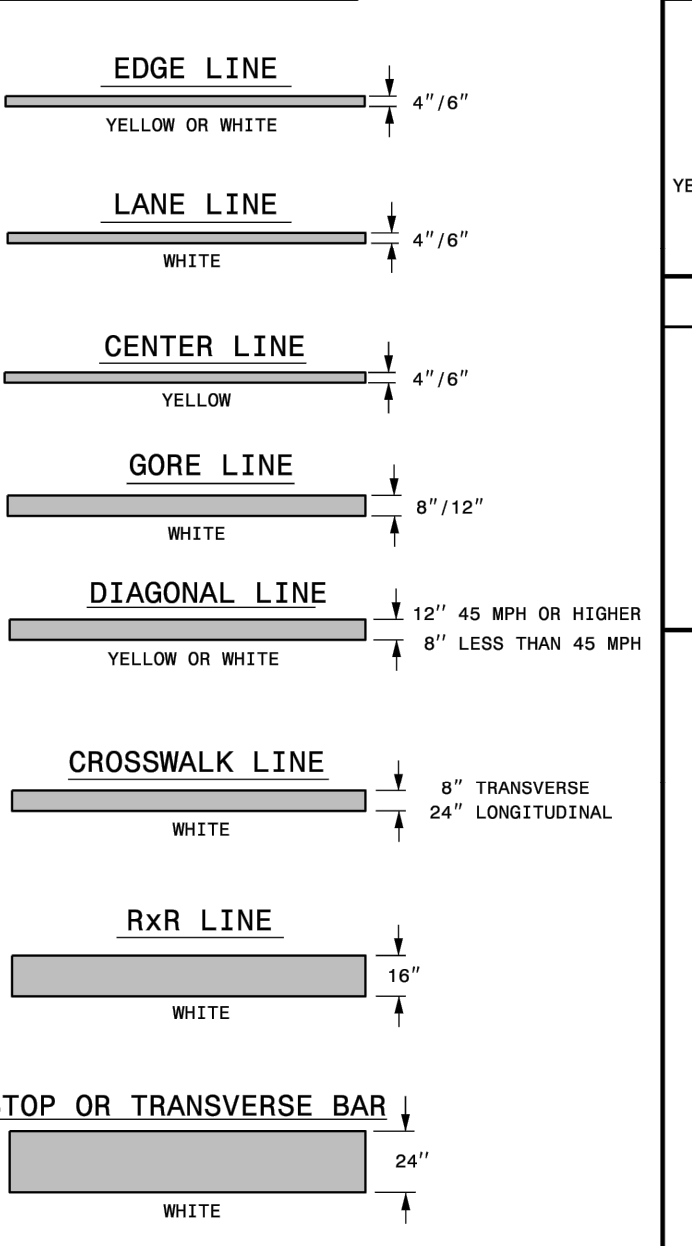 EDGE LINE
4"/6"
YELLOW OR WHITE
LANE LINE
4"/6"
WHITE
CENTER LINE
4"/6"
YELLOW
GORE LINE
8"/12"
WHITE
DIAGONAL LINE
12'' 45 MPH OR HIGHER
8'' LESS THAN 45 MPH
YELLOW OR WHITE
CROSSWALK LINE
8" TRANSVERSE
24" LONGITUDINAL
WHITE
RxR LINE
16"
WHITE
STOP OR TRANSVERSE BAR
24''
WHITE